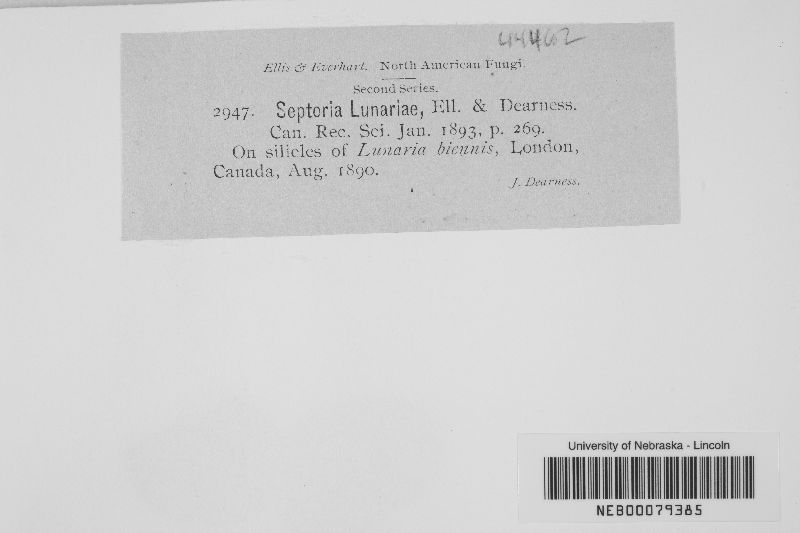 44462
Ellis & Everhart. North American Fungi.
Second Series.
2947. Septoria Lunariae, Ell. & Dearness.
Can. Rec. Sci. Jan. 1893, p. 269.
On silicles of Lunaria biennis, London,
Canada, Aug. 1890.
J. Dearness.
University of Nebraska - Lincoln
NEB00079385